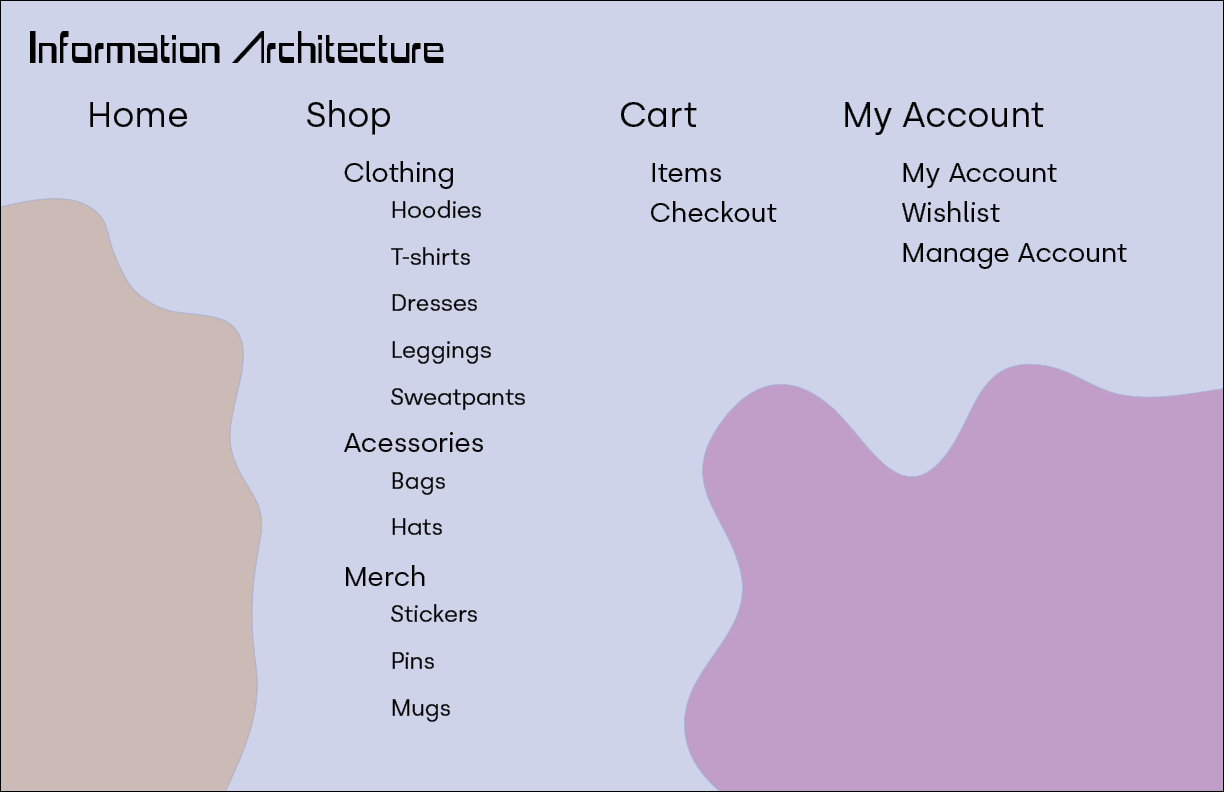 Information Architecture
Home
Shop
Clothing
Hoodies
T-shirts
Dresses
Leggings
Sweatpants
Acessories
Bags
Hats
Merch
Stickers
Pins
Mugs
Cart
Items
Checkout
My Account
My Account
Wishlist
Manage Account